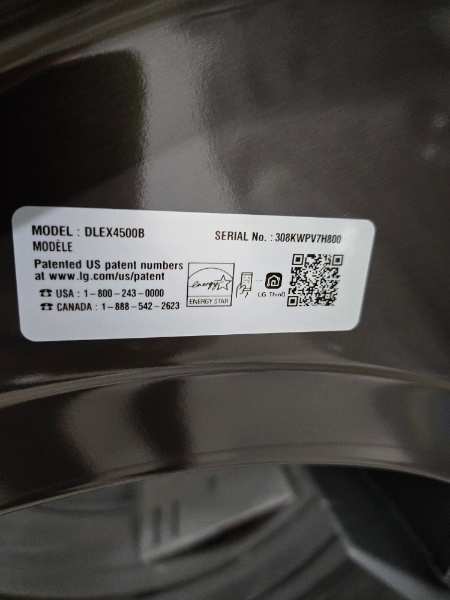 MODEL : DLEX4500B
MODÈLE
SERIAL No. : 308KWPV7H800
Patented US patent numbers
at www.lg.com/us/patent
☎ USA : 1-800-243-0000
☎ CANADA : 1-888-542-2623
energy
ENERGY STAR
LG ThinQ